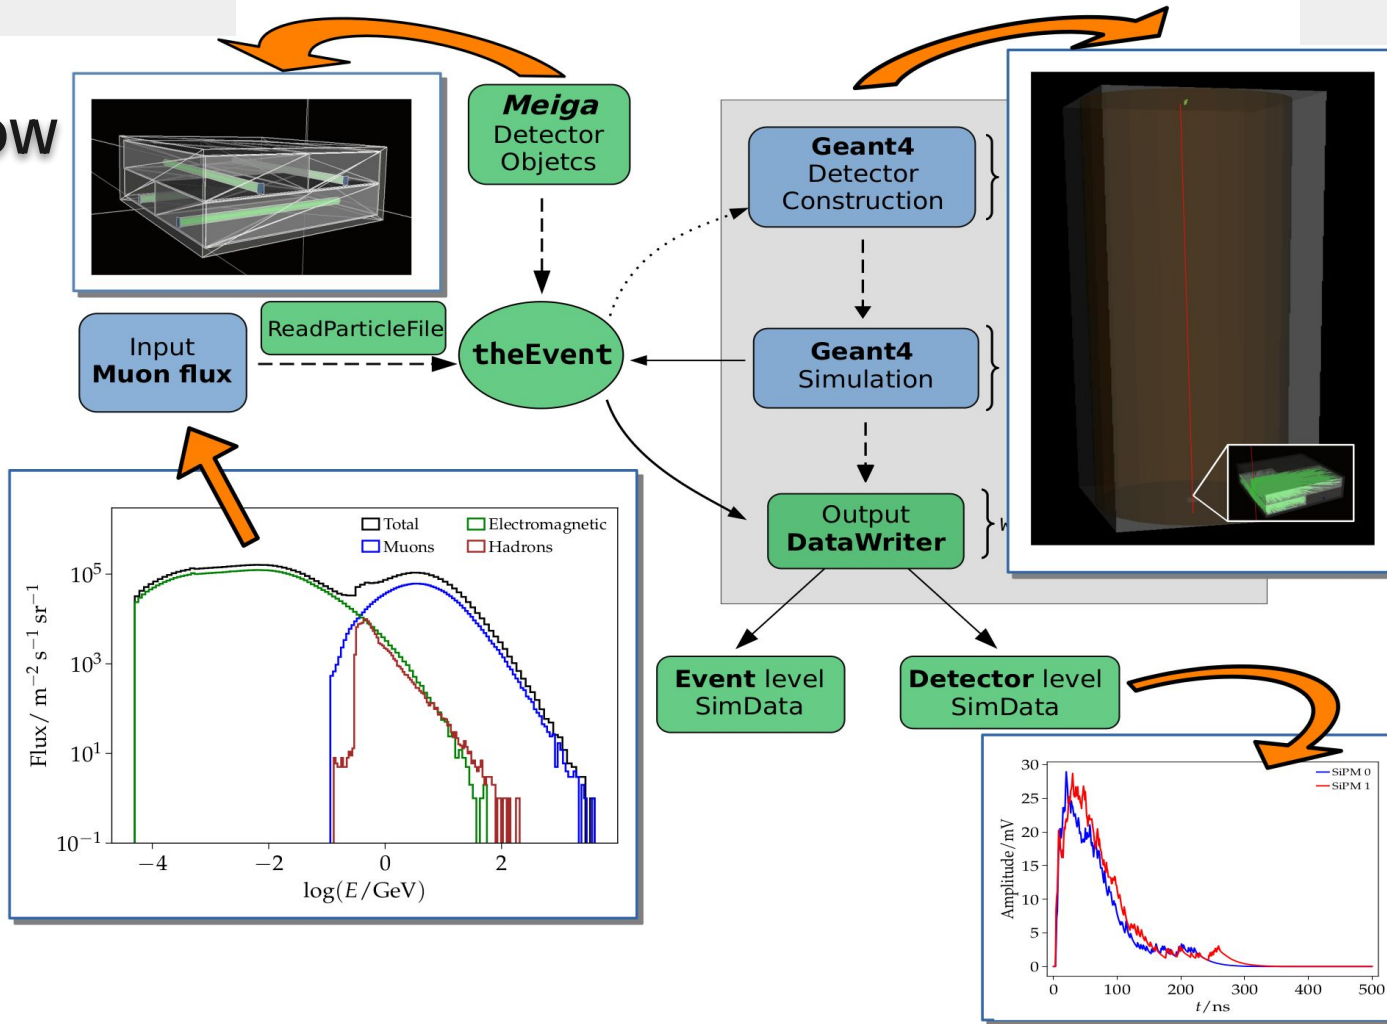 ow
Meiga
Detector
Objetcs
Geant4
Detector
Construction
Input
Muon flux
ReadParticleFile
theEvent
Geant4
Simulation
Output
DataWriter
Event level
SimData
Detector level
SimData
Total
Electromagnetic
Muons
Hadrons
Flux/ m−2 s−1 sr−1
10^5
10^3
10^1
10^−1
−4 −2 0 2
log(E/GeV)
SiPM 0
SiPM 1
Amplitude/mV
30
25
20
15
10
5
0
0 100 200 300 400 500
t/ns